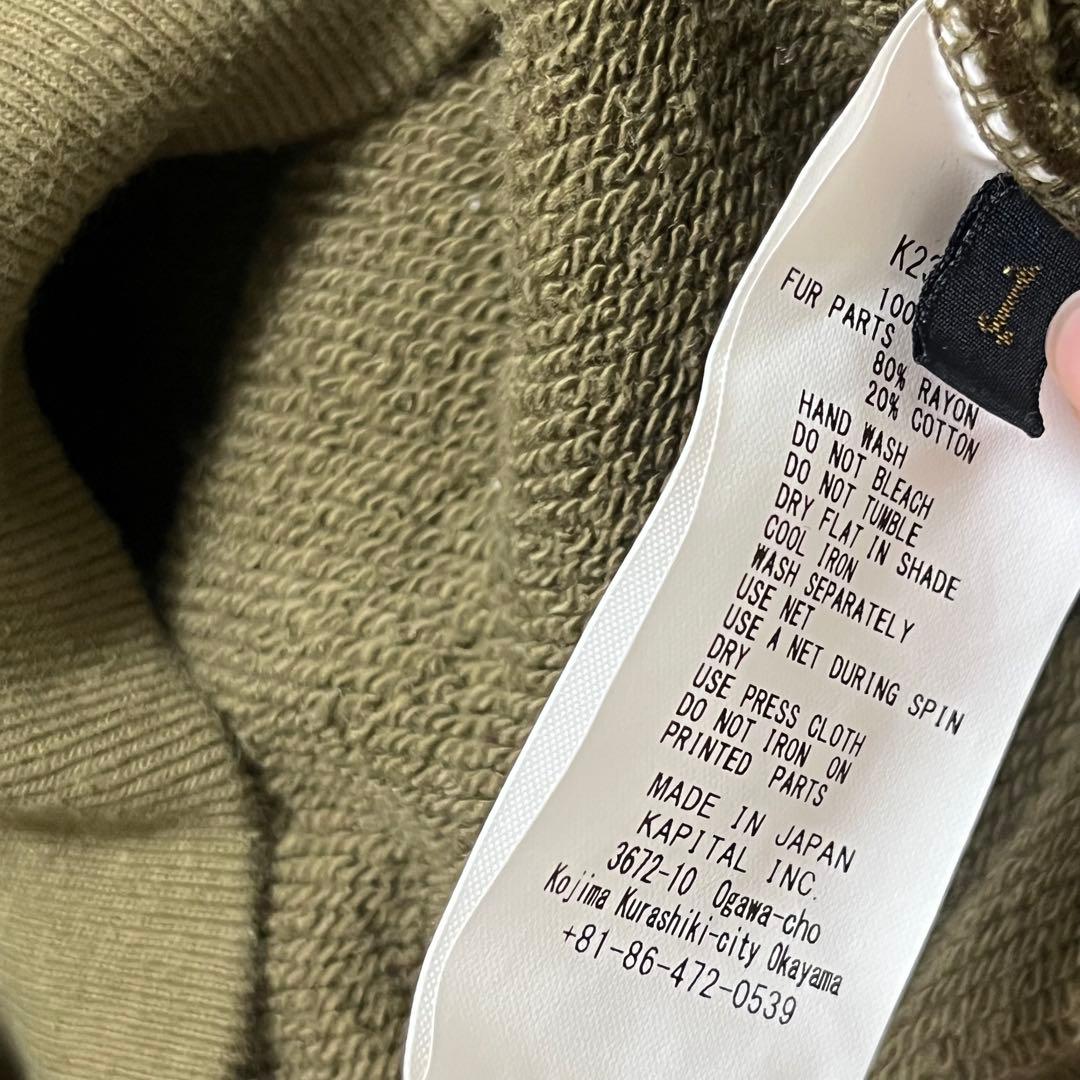 1
FUR PARTS
80% RAYON
20% COTTON
HAND WASH
DO NOT BLEACH
DO NOT TUMBLE
DRY FLAT IN SHADE
COOL IRON
WASH SEPARATELY
USE NET
USE A NET DURING SPIN
DRY
USE PRESS CLOTH
DO NOT IRON ON
PRINTED PARTS
MADE IN JAPAN
KAPITAL INC.
3672-10 Ogawa-cho
Kojima Kurashiki-city Okayama
+81-86-472-0539